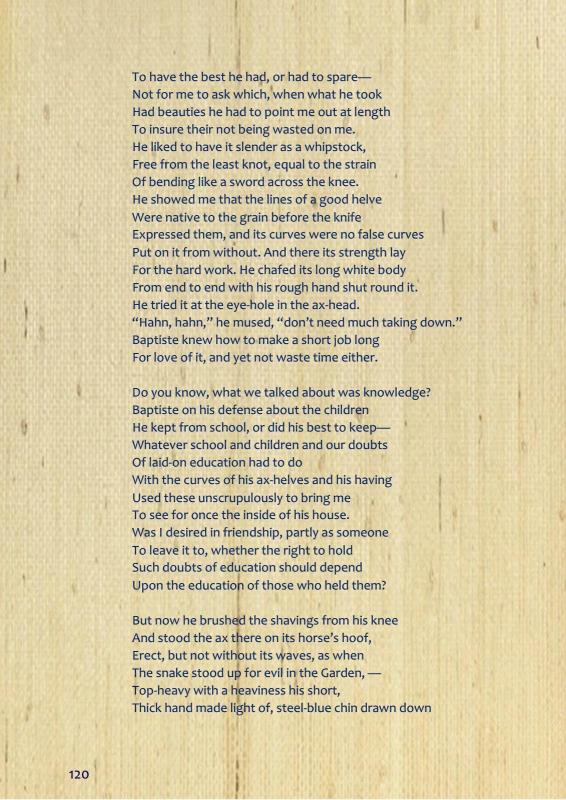 To have the best he had, or had to spare—
Not for me to ask which, when what he took
Had beauties he had to point me out at length
To insure their not being wasted on me.
He liked to have it slender as a whipstock,
Free from the least knot, equal to the strain
Of bending like a sword across the knee.
He showed me that the lines of a good helve
Were native to the grain before the knife
Expressed them, and its curves were no false curves
Put on it from without. And there its strength lay
For the hard work. He chafed its long white body
From end to end with his rough hand shut round it.
He tried it at the eye-hole in the ax-head.
“Hahn, hahn,” he mused, “don’t need much taking down.”
Baptiste knew how to make a short job long
For love of it, and yet not waste time either.

Do you know, what we talked about was knowledge?
Baptiste on his defense about the children
He kept from school, or did his best to keep—
Whatever school and children and our doubts
Of laid-on education had to do
With the curves of his ax-helves and his having
Used these unscrupulously to bring me
To see for once the inside of his house.
Was I desired in friendship, partly as someone
To leave it to, whether the right to hold
Such doubts of education should depend
Upon the education of those who held them?

But now he brushed the shavings from his knee
And stood the ax there on its horse’s hoof,
Erect, but not without its waves, as when
The snake stood up for evil in the Garden, —
Top-heavy with a heaviness his short,
Thick hand made light of, steel-blue chin drawn down
120